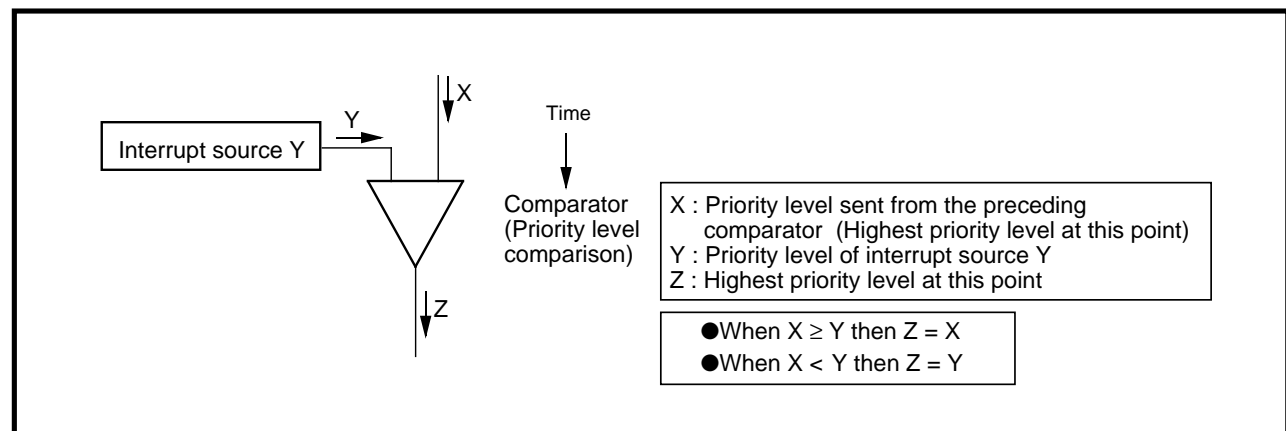 X
Y
Time
Interrupt source Y
Comparator
(Priority level
comparison)
X : Priority level sent from the preceding
comparator (Highest priority level at this point)
Y : Priority level of interrupt source Y
Z : Highest priority level at this point
Z
●When X ≥ Y then Z = X
●When X < Y then Z = Y